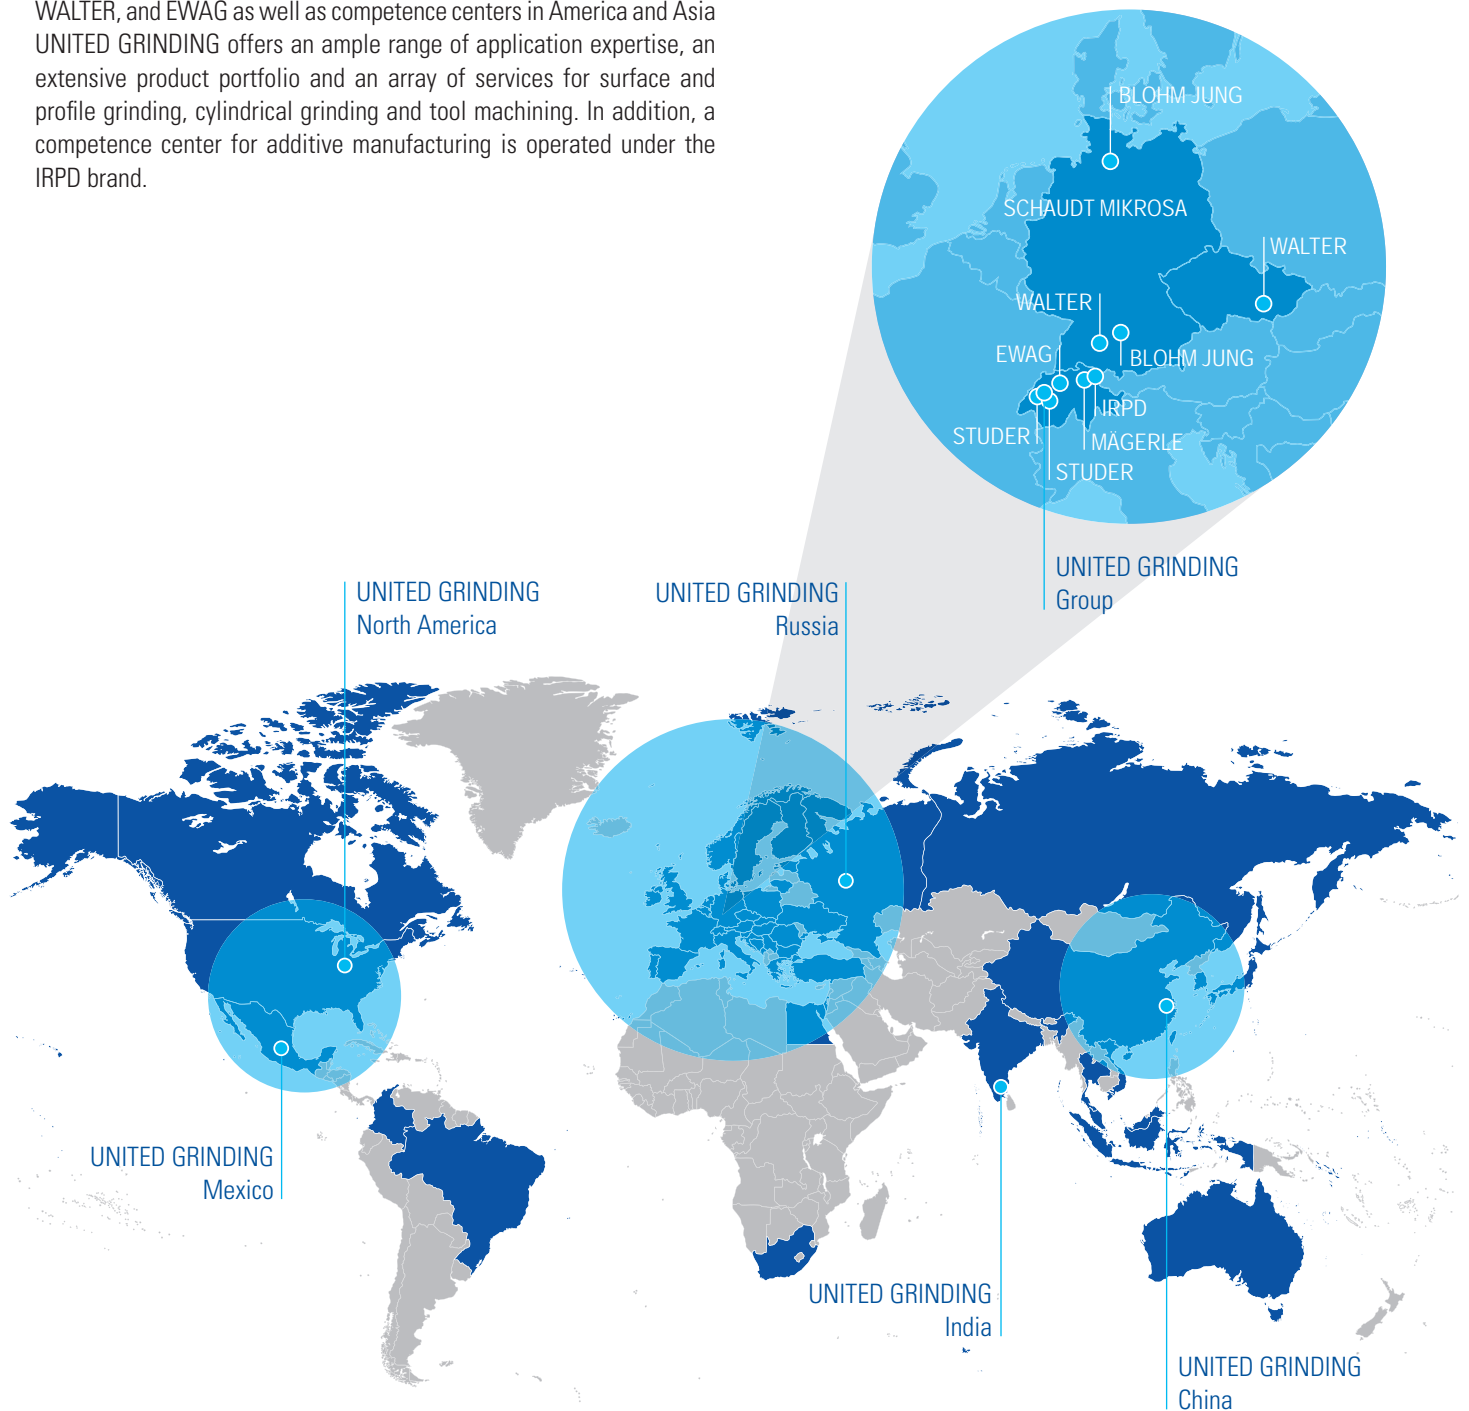 WALTER, and EWAG as well as competence centers in America and Asia
UNITED GRINDING offers an ample range of application expertise, an
extensive product portfolio and an array of services for surface and
profile grinding, cylindrical grinding and tool machining. In addition, a
competence center for additive manufacturing is operated under the
IRPD brand.
BLOHM JUNG
SCHAUDT MIKROSA
WALTER
WALTER
EWAG
BLOHM JUNG
IRPD
STUDER
MÄGERLE
STUDER
UNITED GRINDING
Group
UNITED GRINDING
North America
UNITED GRINDING
Russia
UNITED GRINDING
Mexico
UNITED GRINDING
India
UNITED GRINDING
China